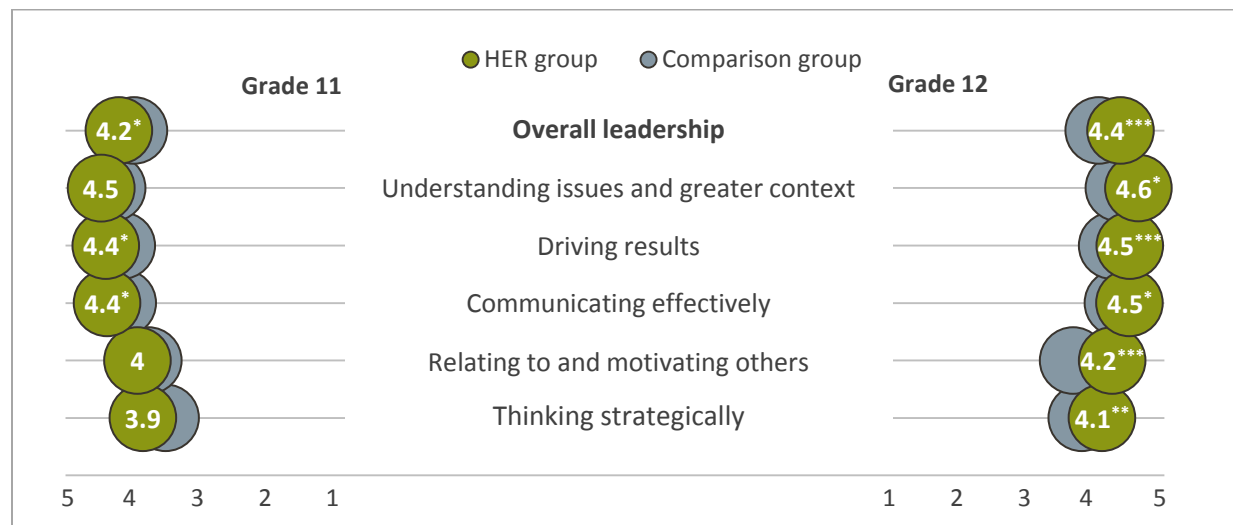 HER group Comparison group
Grade 11 Grade 12
4.2* Overall leadership 4.4***
4.5 Understanding issues and greater context 4.6*
4.4* Driving results 4.5***
4.4* Communicating effectively 4.5*
4 Relating to and motivating others 4.2***
3.9 Thinking strategically 4.1**
5 4 3 2 1 1 2 3 4 5